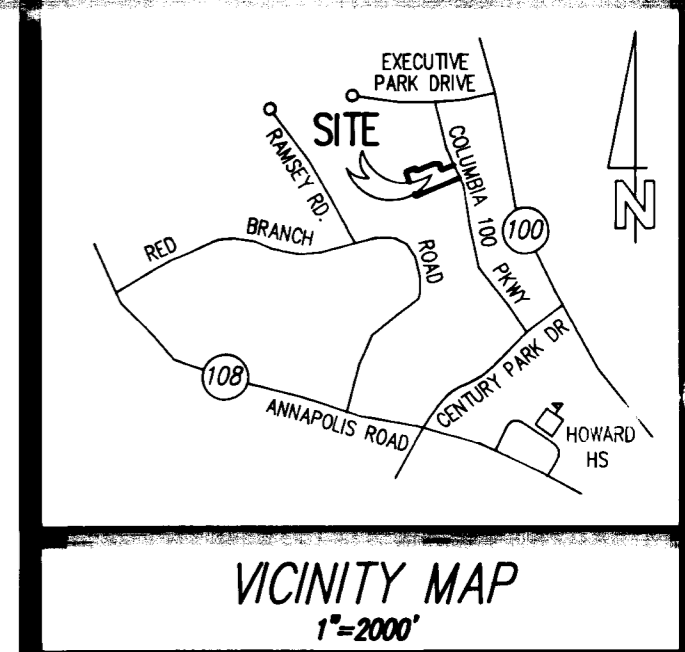 EXECUTIVE
PARK DRIVE
SITE
RAMSEY RD.
COLUMBIA 100
PKWY
100
N
RED
BRANCH
ROAD
108
ANNAPOLIS ROAD
CENTURY PARK DR
HOWARD
HS
VICINITY MAP
1"=2000'